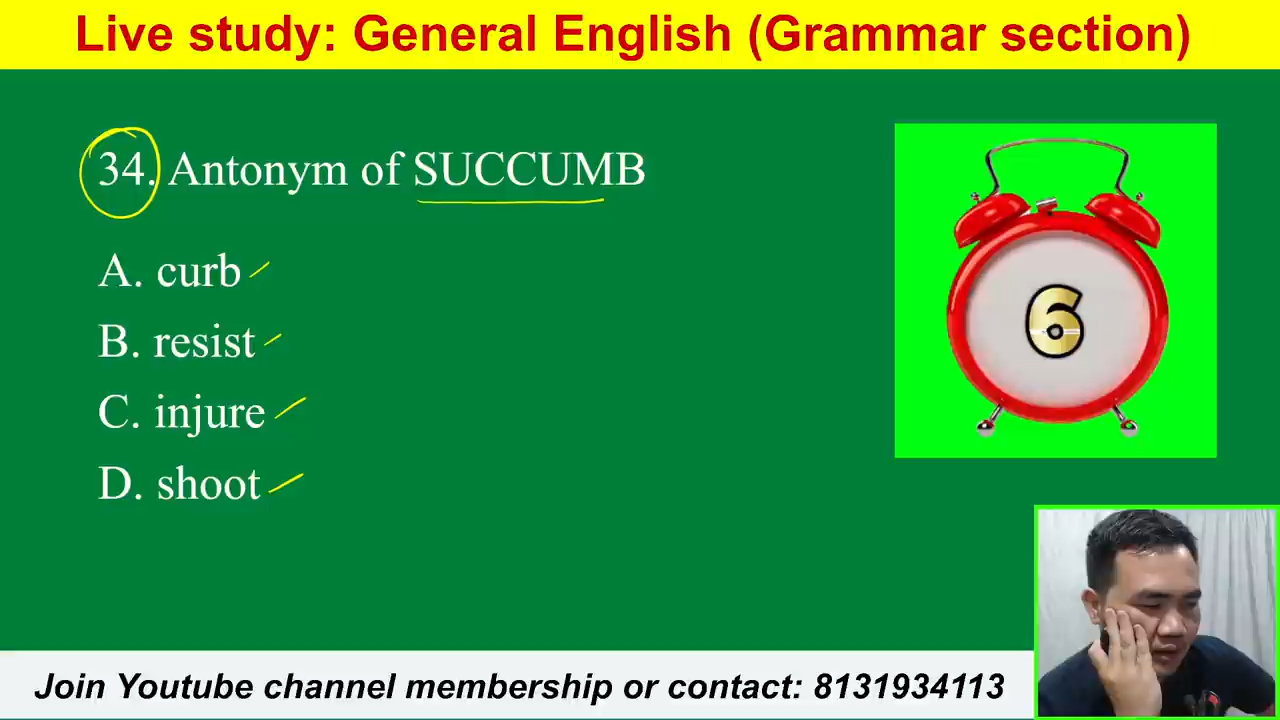 Live study: General English (Grammar section)
34. Antonym of SUCCUMB
A. curb
B. resist
C. injure
D. shoot
6
Join Youtube channel membership or contact: 8131934113